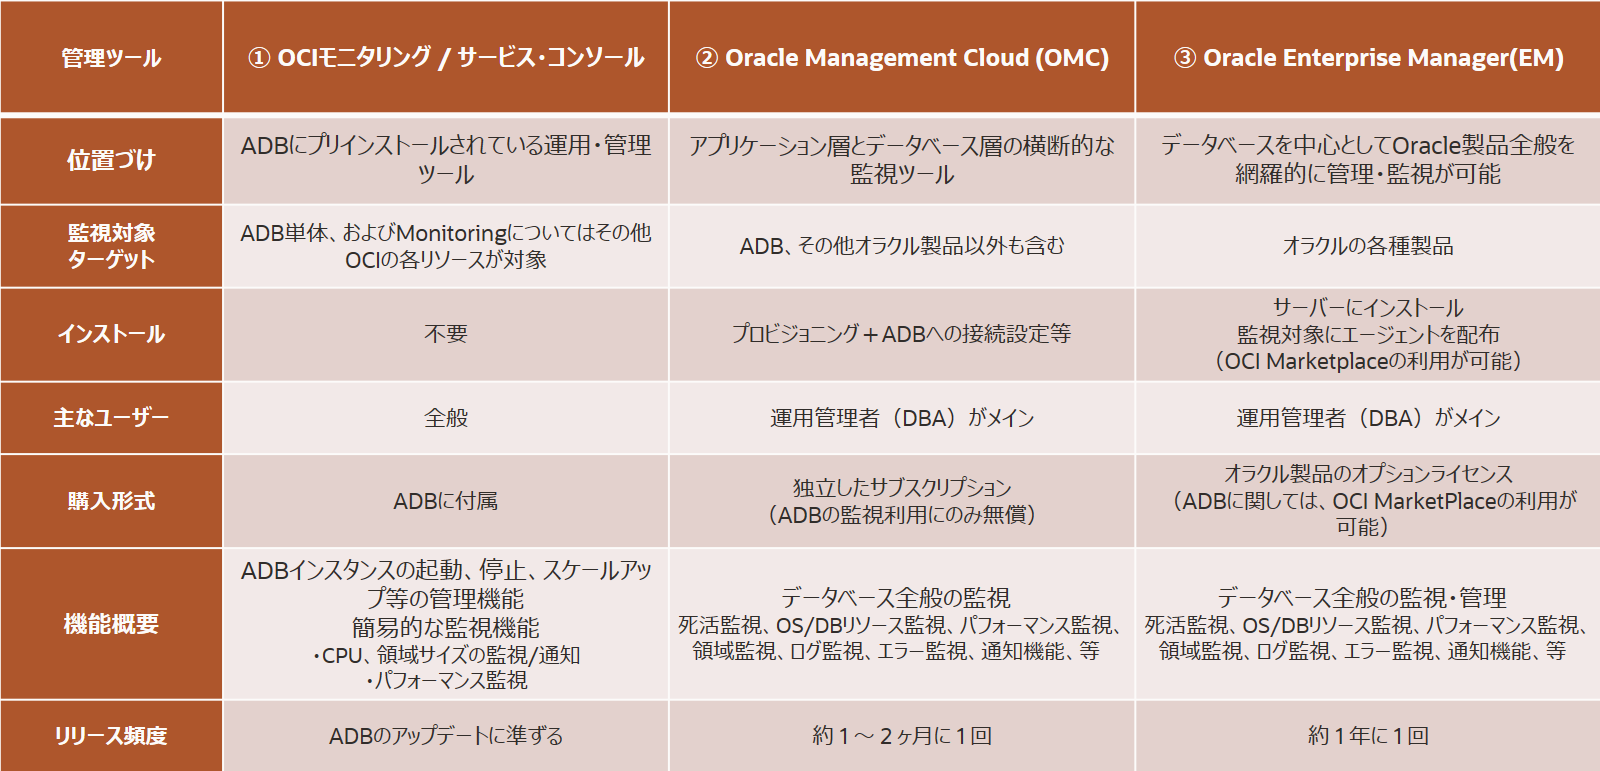 管理ツール
① OCIモニタリング / サービス・コンソール
② Oracle Management Cloud (OMC)
③ Oracle Enterprise Manager(EM)
位置づけ
ADBにプリインストールされている運用・管理
ツール
アプリケーション層とデータベース層の横断的な
監視ツール
データベースを中心としてOracle製品全般を
網羅的に管理・監視が可能
監視対象
ターゲット
ADB単体、およびMonitoringについてはその他
OCIの各リソースが対象
ADB、その他オラクル製品以外も含む
オラクルの各種製品
インストール
不要
プロビジョニング＋ADBへの接続設定等
サーバーにインストール
監視対象にエージェントを配布
（OCI Marketplaceの利用が可能）
主なユーザー
全般
運用管理者（DBA）がメイン
運用管理者（DBA）がメイン
購入形式
ADBに付属
独立したサブスクリプション
（ADBの監視利用にのみ無償）
オラクル製品のオプションライセンス
（ADBに関しては、OCI MarketPlaceの利用が
可能）
機能概要
ADBインスタンスの起動、停止、スケールアッ
プ等の管理機能
簡易的な監視機能
・CPU、領域サイズの監視/通知
・パフォーマンス監視
データベース全般の監視
死活監視、OS/DBリソース監視、パフォーマンス監視、
領域監視、ログ監視、エラー監視、通知機能、等
データベース全般の監視・管理
死活監視、OS/DBリソース監視、パフォーマンス監視、
領域監視、ログ監視、エラー監視、通知機能、等
リリース頻度
ADBのアップデートに準ずる
約１～２ヶ月に１回
約１年に１回